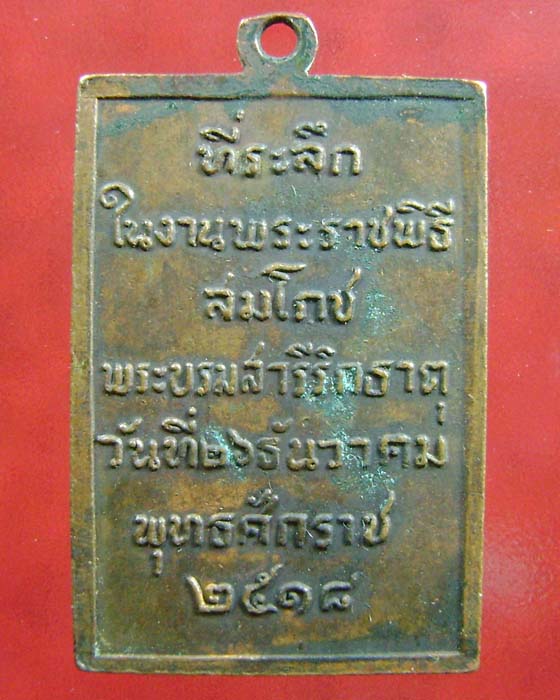 ที่ระลึก
ในงานพระราชพิธี
สมโภช
พระบรมสารีริกธาตุ
วันที่๒๖ธันวาคม
พุทธศักราช
๒๕๑๘